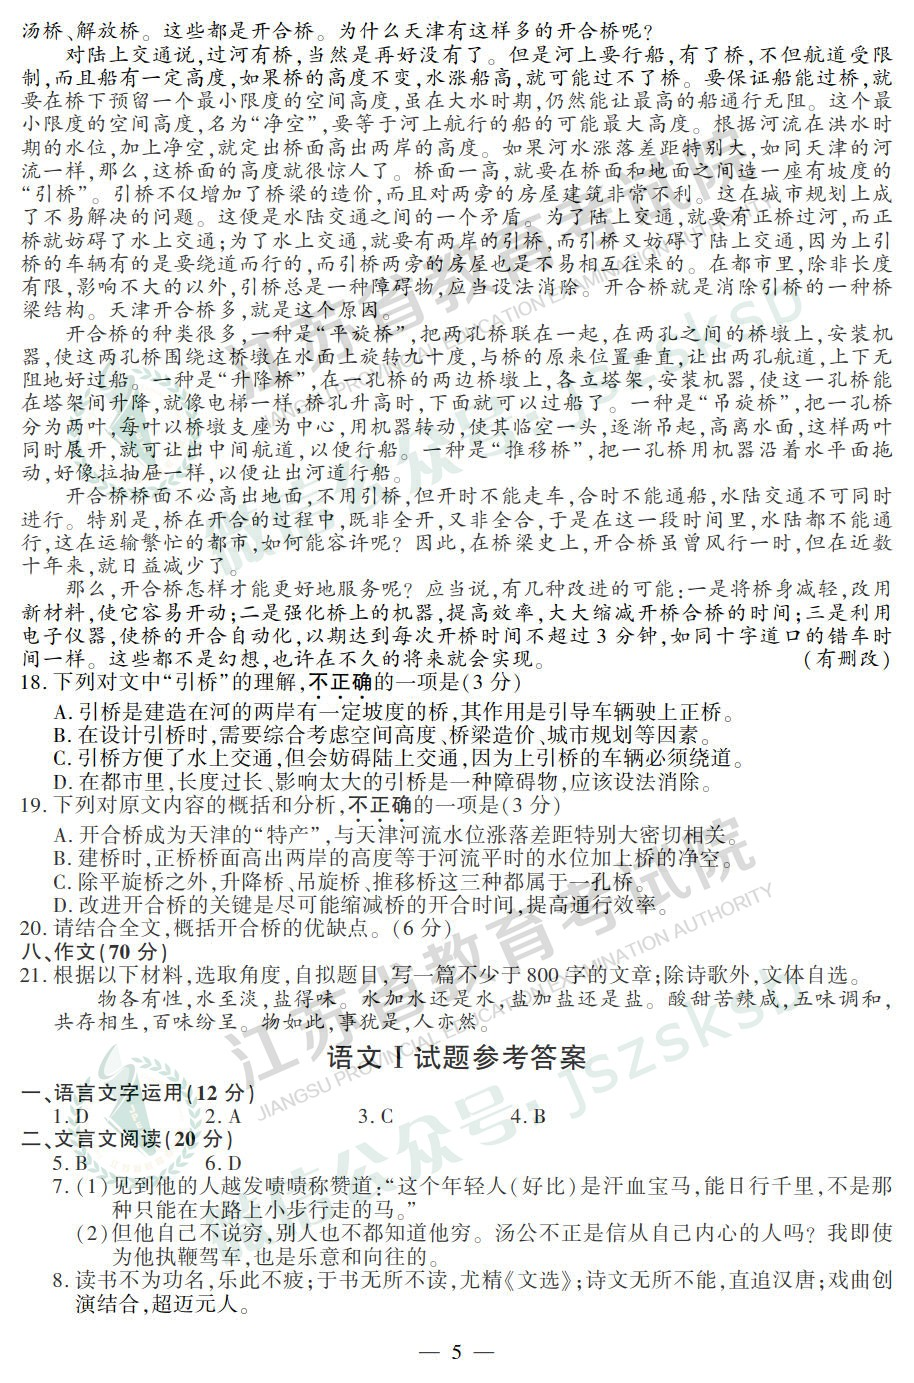 汤桥、解放桥。这些都是开合桥。为什么天津有这样多的开合桥呢?
对陆上交通说,过河有桥,当然是再好没有了。但是河上要行船,有了桥,不但航道受限
制,而且船有一定高度,如果桥的高度不变,水涨船高,就可能过不了桥。要保证船能过桥,就
要在桥下预留一个最小限度的空间高度,虽在大水时期,仍然能让最高的船通行无阻。这个最
小限度的空间高度,名为“净空”,要等于河上航行的船的可能最大高度。根据河流在洪水时
期的水位,加上净空,就定出桥面高出两岸的高度。如果河水涨落差距特别大,如同天津的河
流一样,那么,这桥面的高度就很惊人了。桥面一高,就要在桥面和地面之间造一座有坡度的
“引桥”。引桥不仅增加了桥梁的造价,而且对两旁的房屋建筑非常不利。这在城市规划上成
了不易解决的问题。这便是水陆交通之间的一个矛盾。为了陆上交通,就要有正桥过河,而正
桥就妨碍了水上交通;为了水上交通,就要有两岸的引桥,而引桥又妨碍了陆上交通,因为上引
桥的车辆有的是要绕道而行的,而引桥两旁的房屋也是不易相互往来的。在都市里,除非长度
有限,影响不大的以外,引桥总是一种障碍物,应当设法消除。开合桥就是消除引桥的一种桥
梁结构。天津开合桥多,就是这个原因。
开合桥的种类很多,一种是“平旋桥”,把两孔桥联在一起,在两孔之间的桥墩上,安装机
器,使这两孔桥围绕这桥墩在水面上旋转九十度,与桥的原来位置垂直,让出两孔航道,上下无
阻地好过船。一种是“升降桥”,在一孔桥的两边桥墩上,各立塔架,安装机器,使这一孔桥能
在塔架间升降,就像电梯一样,桥孔升高时,下面就可以过船了。一种是“吊旋桥”,把一孔桥
分为两叶,每叶以桥墩支座为中心,用机器转动,使其临空一头,逐渐吊起,高离水面,这样两叶
同时展开,就可让出中间航道,以便行船。一种是“推移桥”,把一孔桥用机器沿着水平面拖
动,好像拉抽屉一样,以便让出河道行船。
开合桥桥面不必高出地面,不用引桥,但开时不能走车,合时不能通船,水陆交通不可同时
进行。特别是,桥在开合的过程中,既非全开,又非全合,于是在这一段时间里,水陆都不能通
行,这在运输繁忙的都市,如何能容许呢?因此,在桥梁史上,开合桥虽曾风行一时,但在近数
十年来,就日益减少了。
那么,开合桥怎样才能更好地服务呢?应当说,有几种改进的可能:一是将桥身减轻,改用
新材料,使它容易开动;二是强化桥上的机器,提高效率,大大缩减开桥合桥的时间;三是利用
电子仪器,使桥的开合自动化,以期达到每次开桥时间不超过3分钟,如同十字道口的错车时
间一样。这些都不是幻想,也许在不久的将来就会实现。 (有删改)
18.下列对文中“引桥”的理解,不正确的一项是(3分)
A.引桥是建造在河的两岸有一定坡度的桥,其作用是引导车辆驶上正桥。
B.在设计引桥时,需要综合考虑空间高度、桥梁造价、城市规划等因素。
C.引桥方便了水上交通,但会妨碍陆上交通,因为上引桥的车辆必须绕道。
D.在都市里,长度过长、影响太大的引桥是一种障碍物,应该设法消除。
19.下列对原文内容的概括和分析,不正确的一项是(3分)
A.开合桥成为天津的“特产”,与天津河流水位涨落差距特别大密切相关。
B.建桥时,正桥桥面高出两岸的高度等于河流平时的水位加上桥的净空。
C.除平旋桥之外,升降桥、吊旋桥、推移桥这三种都属于一孔桥。
D.改进开合桥的关键是尽可能缩减桥的开合时间,提高通行效率。
20.请结合全文,概括开合桥的优缺点。(6分)
八、作文(70分)
21.根据以下材料,选取角度,自拟题目,写一篇不少于800字的文章;除诗歌外,文体自选。
物各有性,水至淡,盐得味。水加水还是水,盐加盐还是盐。酸甜苦辣咸,五味调和,
共存相生,百味纷呈。物如此,事犹是,人亦然。
语文Ⅰ试题参考答案
一、语言文字运用(12分)
1.D 2.A 3.C 4.B
二、文言文阅读(20分)
5.B 6.D
7.(1)见到他的人越发啧啧称赞道:“这个年轻人(好比)是汗血宝马,能日行千里,不是那
种只能在大路上小步行走的马。”
(2)但他自己不说穷,别人也不都知道他穷。汤公不正是信从自己内心的人吗?我即使
为他执鞭驾车,也是乐意和向往的。
8.读书不为功名,乐此不疲;于书无所不读,尤精《文选》;诗文无所不能,直追汉唐;戏曲创
演结合,超迈元人。
— 5 —
江苏省教育考试院
JIANGSU PROVINCIAL EDUCATION EXAMINATION AUTHORITY
微信公众号:jszsksb
江苏省教育考试院
JIANGSU PROVINCIAL EDUCATION EXAMINATION AUTHORITY
微信公众号:jszsksb